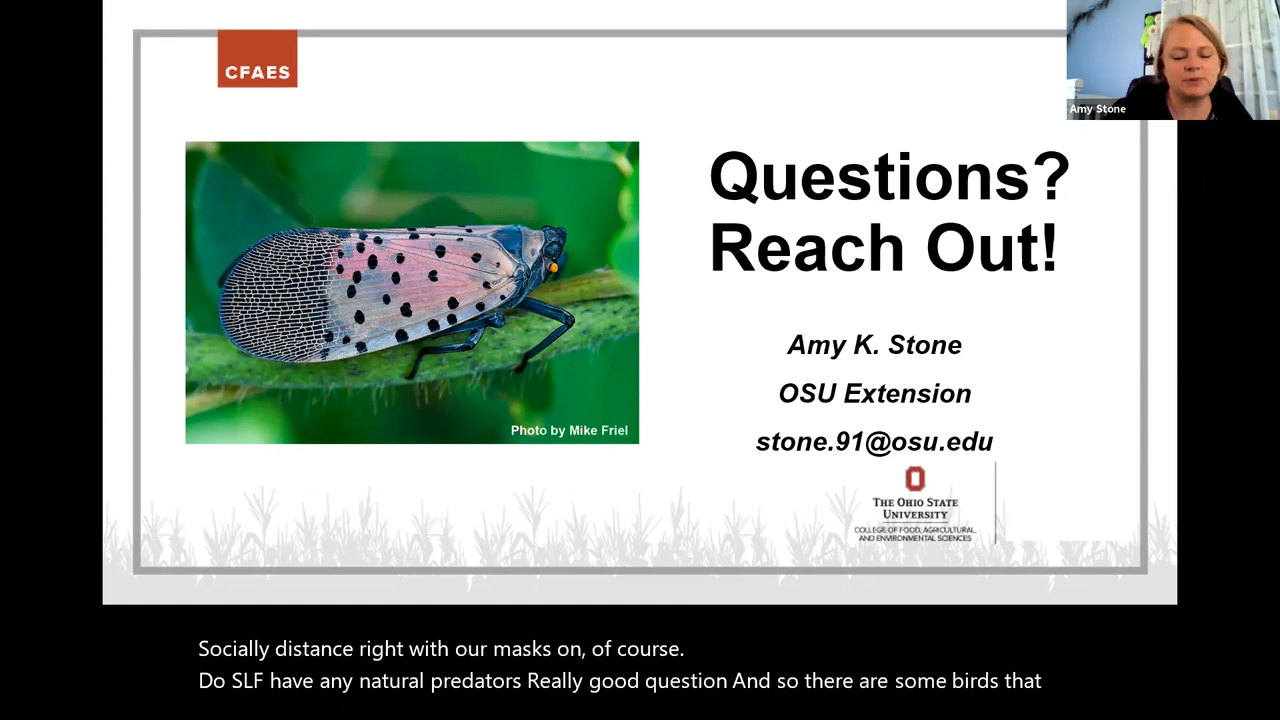 CFAES
Amy Stone
Questions?
Reach Out!
Amy K. Stone
OSU Extension
stone.91@osu.edu
Photo by Mike Friel
THE OHIO STATE
UNIVERSITY
COLLEGE OF FOOD, AGRICULTURAL,
AND ENVIRONMENTAL SCIENCES
Socially distance right with our masks on, of course.
Do SLF have any natural predators Really good question And so there are some birds that